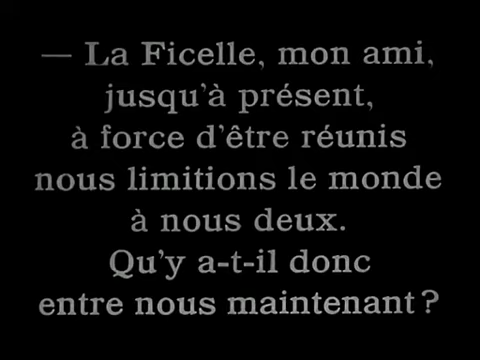 — La Ficelle, mon ami,
jusqu'à présent,
à force d'être réunis
nous limitions le monde
à nous deux.
Qu'y a-t-il donc
entre nous maintenant ?